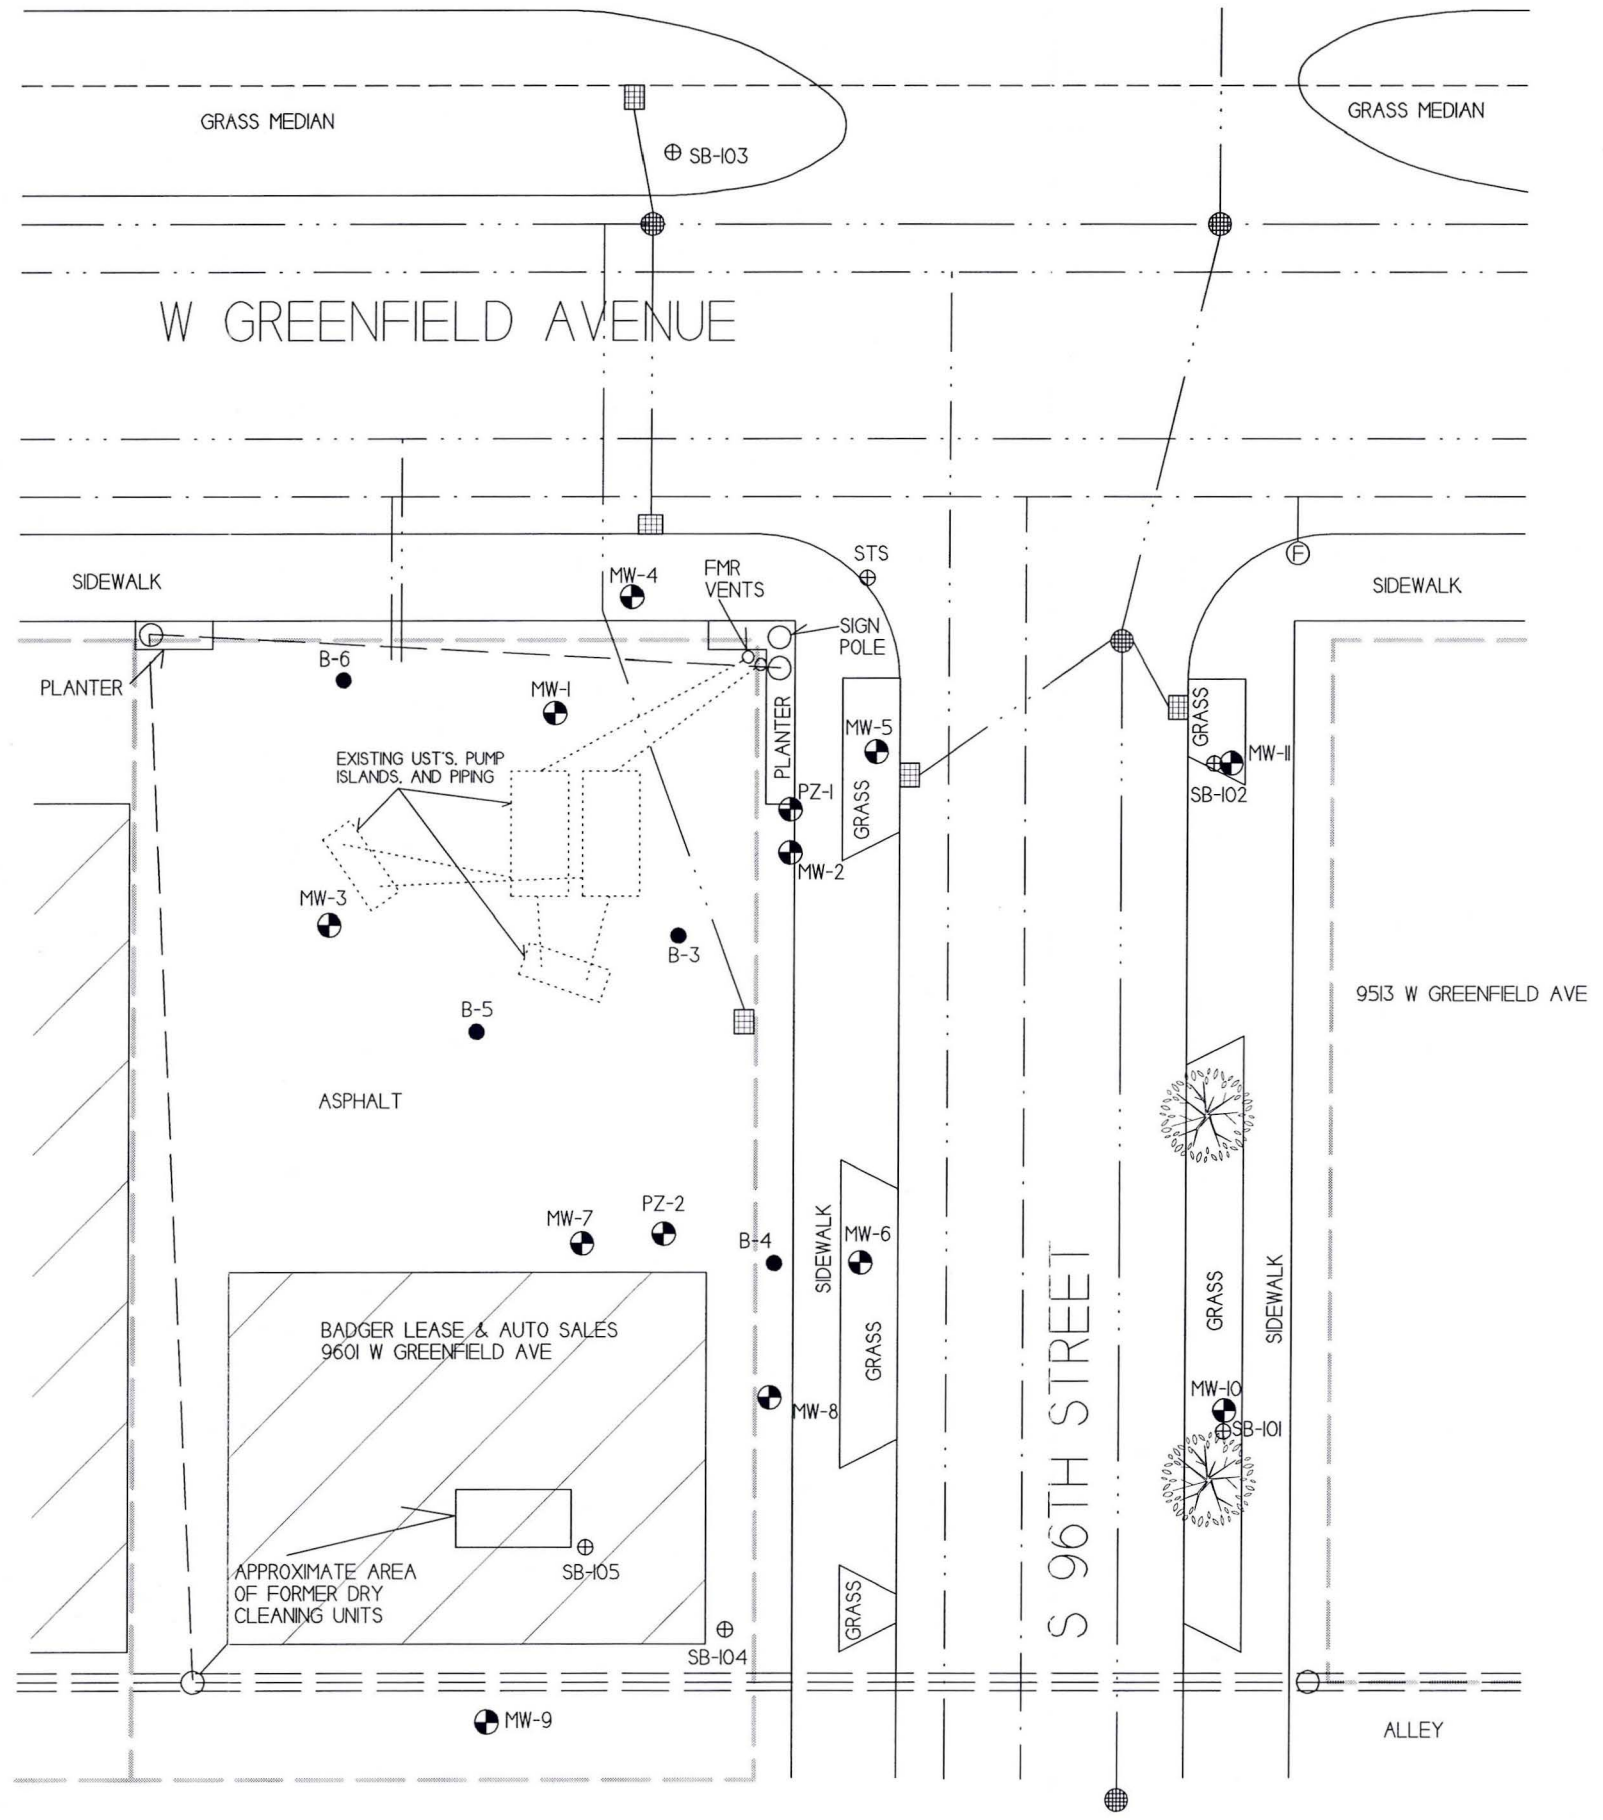 GRASS MEDIAN
GRASS MEDIAN
SB-103
W GREENFIELD AVENUE
STS
F
SIDEWALK
MW-4
FMR
VENTS
SIDEWALK
SIGN
POLE
B-6
PLANTER
MW-1
PLANTER
MW-5
GRASS
MW-11
EXISTING UST'S, PUMP
ISLANDS, AND PIPING
PZ-1
GRASS
SB-102
MW-2
MW-3
B-3
9513 W GREENFIELD AVE
B-5
ASPHALT
PZ-2
MW-7
B-4
SIDEWALK
MW-6
GRASS
S 96TH STREET
GRASS
SIDEWALK
BADGER LEASE & AUTO SALES
9601 W GREENFIELD AVE
MW-8
MW-10
SB-101
SB-105
APPROXIMATE AREA
OF FORMER DRY
CLEANING UNITS
GRASS
SB-104
MW-9
ALLEY